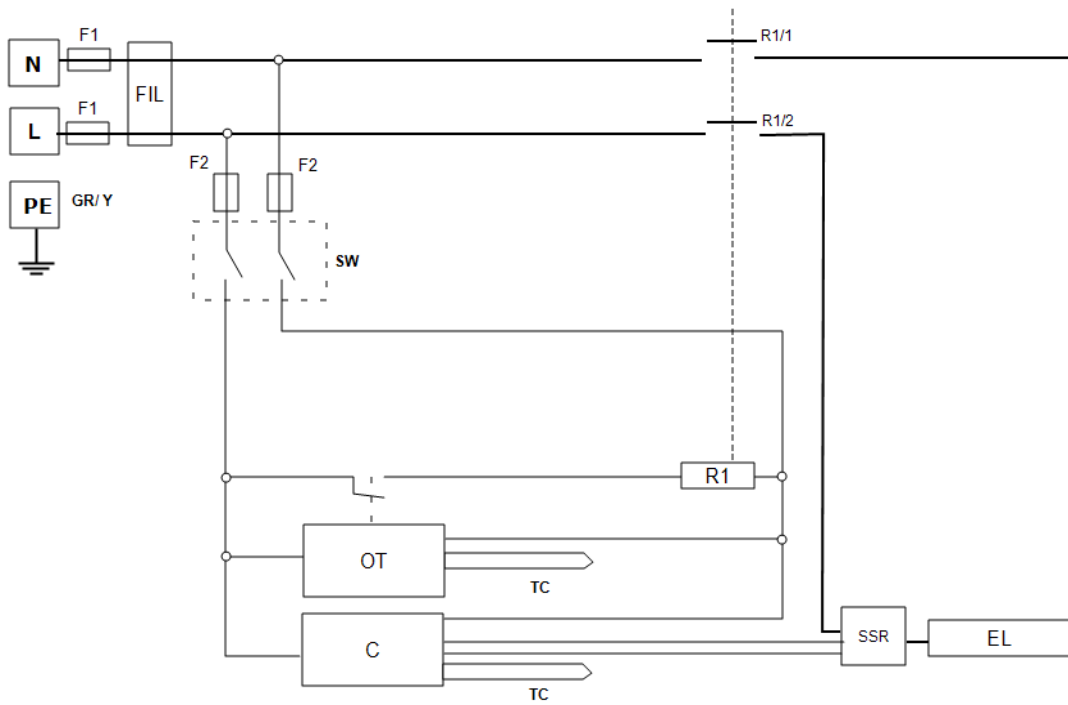 F1
N
F1
L
FIL
PE
GR/ Y
F2
F2
SW
R1/1
R1/2
R1
OT
TC
C
TC
SSR
EL